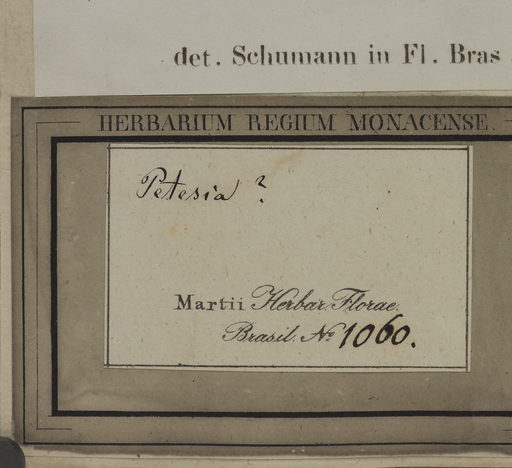 det. Schumann in Fl. Bras
HERBARIUM REGIUM MONACENSE.
Petesia ?
Martii Herbar. Florae.
Brasil. No 1060.